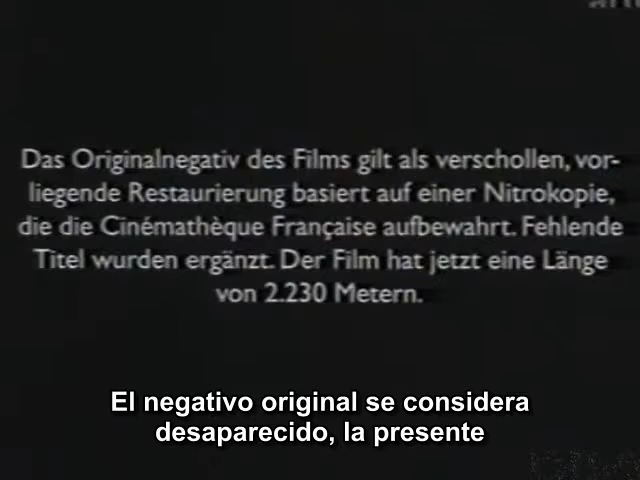 Das Originalnegativ des Films gilt als verschollen, vor-
liegende Restaurierung basiert auf einer Nitrokopie,
die die Cinémathèque Française aufbewahrt. Fehlende
Titel wurden ergänzt. Der Film hat jetzt eine Länge
von 2.230 Metern.
El negativo original se considera
desaparecido, la presente